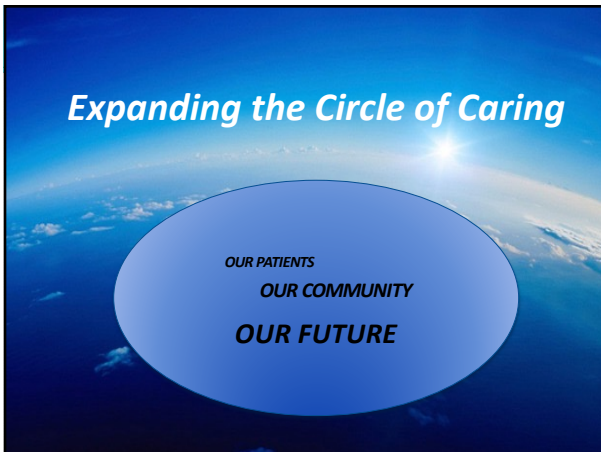 Expanding the Circle of Caring
OUR PATIENTS
OUR COMMUNITY
OUR FUTURE